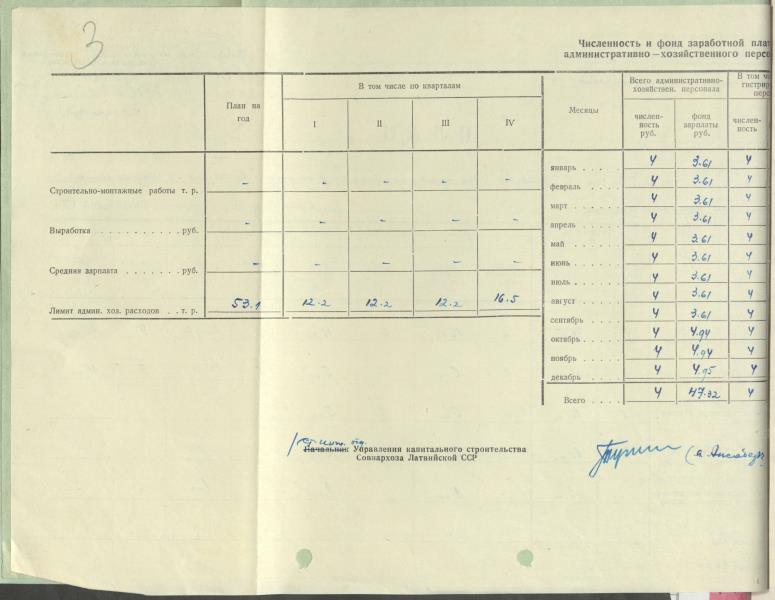 3
Численность и фонд заработной
административно-хозяйственного
План на год
В том числе по кварталам
I II III IV
Строительно-монтажные работы т. р. – – – – –
Выработка . . . . . . . . . . руб. – – – – –
Средняя зарплата . . . . . . . руб. – – – – –
Лимит админ. хоз. расходов . . т. р. 53.1 12.2 12.2 12.2 16.5
Месяцы
Всего административно-хозяйствен. персонала
В том
числен-ность руб.
фонд зарплаты руб.
числен-ность
январь . . . . 4 3.61 4
февраль . . . . 4 3.61 4
март . . . . 4 3.61 4
апрель . . . . 4 3.61 4
май . . . . 4 3.61 4
июнь . . . . 4 3.61 4
июль . . . . 4 3.61 4
август . . . . 4 3.61 4
сентябрь . . . . 4 3.61 4
октябрь . . . . 4 4.94 4
ноябрь . . . . 4 4.94 4
декабрь . . . . 4 4.95 4
Всего . . . . 4 47.32 4
Начальник Управления капитального строительства
Совнархоза Латвийской ССР